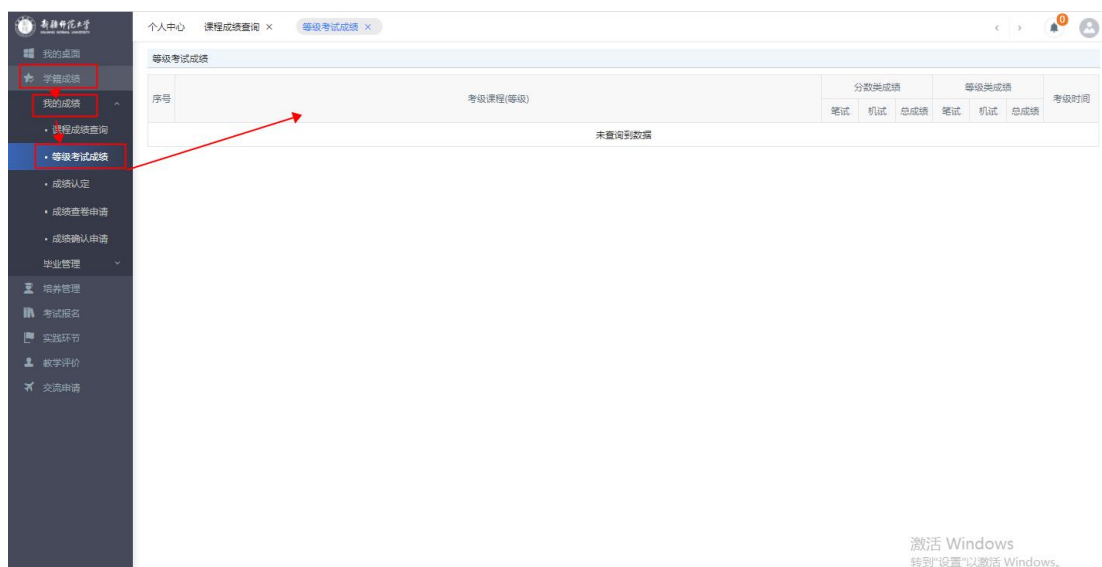 新疆师范大学
个人中心 课程成绩查询 × 等级考试成绩 ×
0
我的桌面
学籍成绩
我的成绩
课程成绩查询
等级考试成绩
成绩认定
成绩查卷申请
成绩确认申请
毕业管理
培养管理
考试报名
实践环节
教学评价
交流申请
等级考试成绩
序号 考级课程(等级) 分数类成绩 等级类成绩 考级时间
笔试 机试 总成绩 笔试 机试 总成绩
未查询到数据
激活 Windows
转到"设置"以激活 Windows。